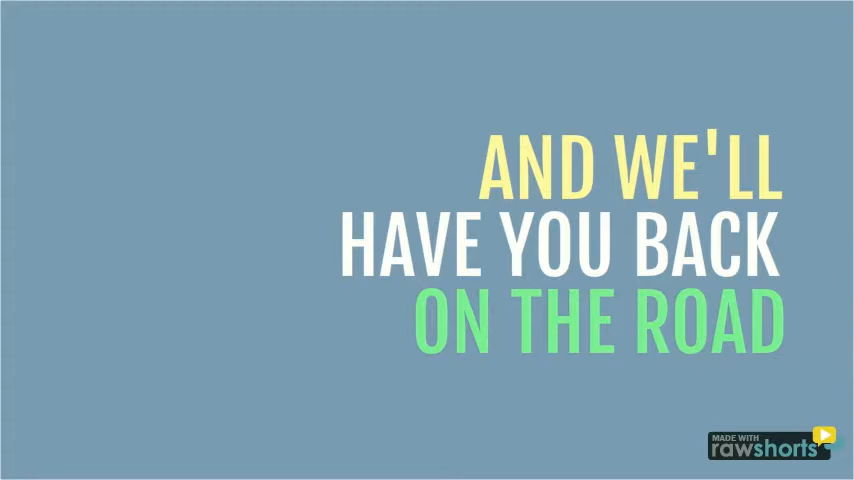 AND WE'LL
HAVE YOU BACK
ON THE ROAD
MADE WITH
rawshorts